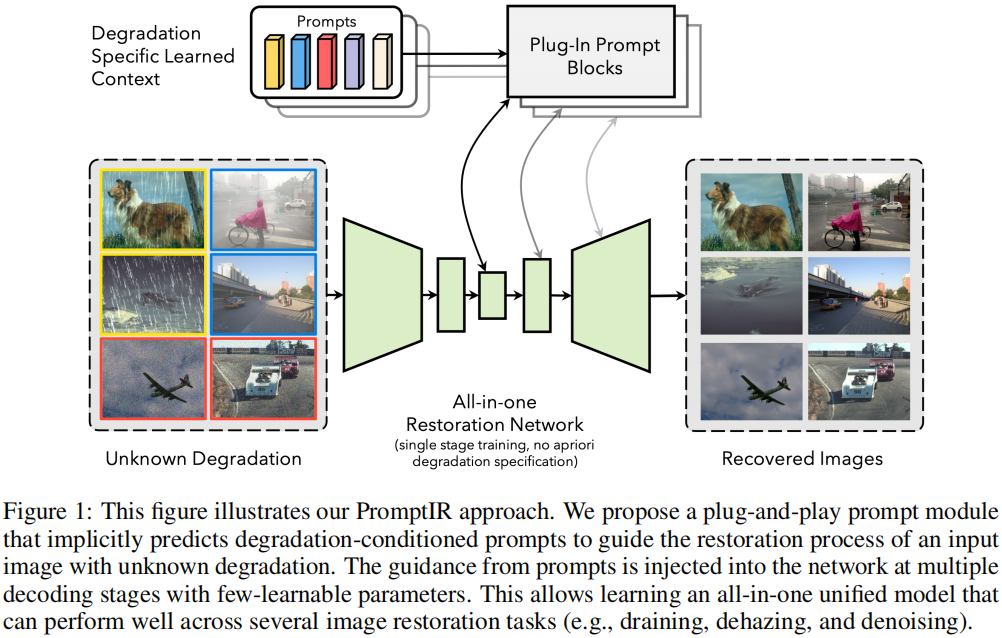 Degradation
Specific Learned
Context
Prompts
Plug-In Prompt
Blocks
All-in-one
Restoration Network
(single stage training, no apriori
degradation specification)
Unknown Degradation
Recovered Images
Figure 1: This figure illustrates our PromptIR approach. We propose a plug-and-play prompt module
that implicitly predicts degradation-conditioned prompts to guide the restoration process of an input
image with unknown degradation. The guidance from prompts is injected into the network at multiple
decoding stages with few-learnable parameters. This allows learning an all-in-one unified model that
can perform well across several image restoration tasks (e.g., draining, dehazing, and denoising).